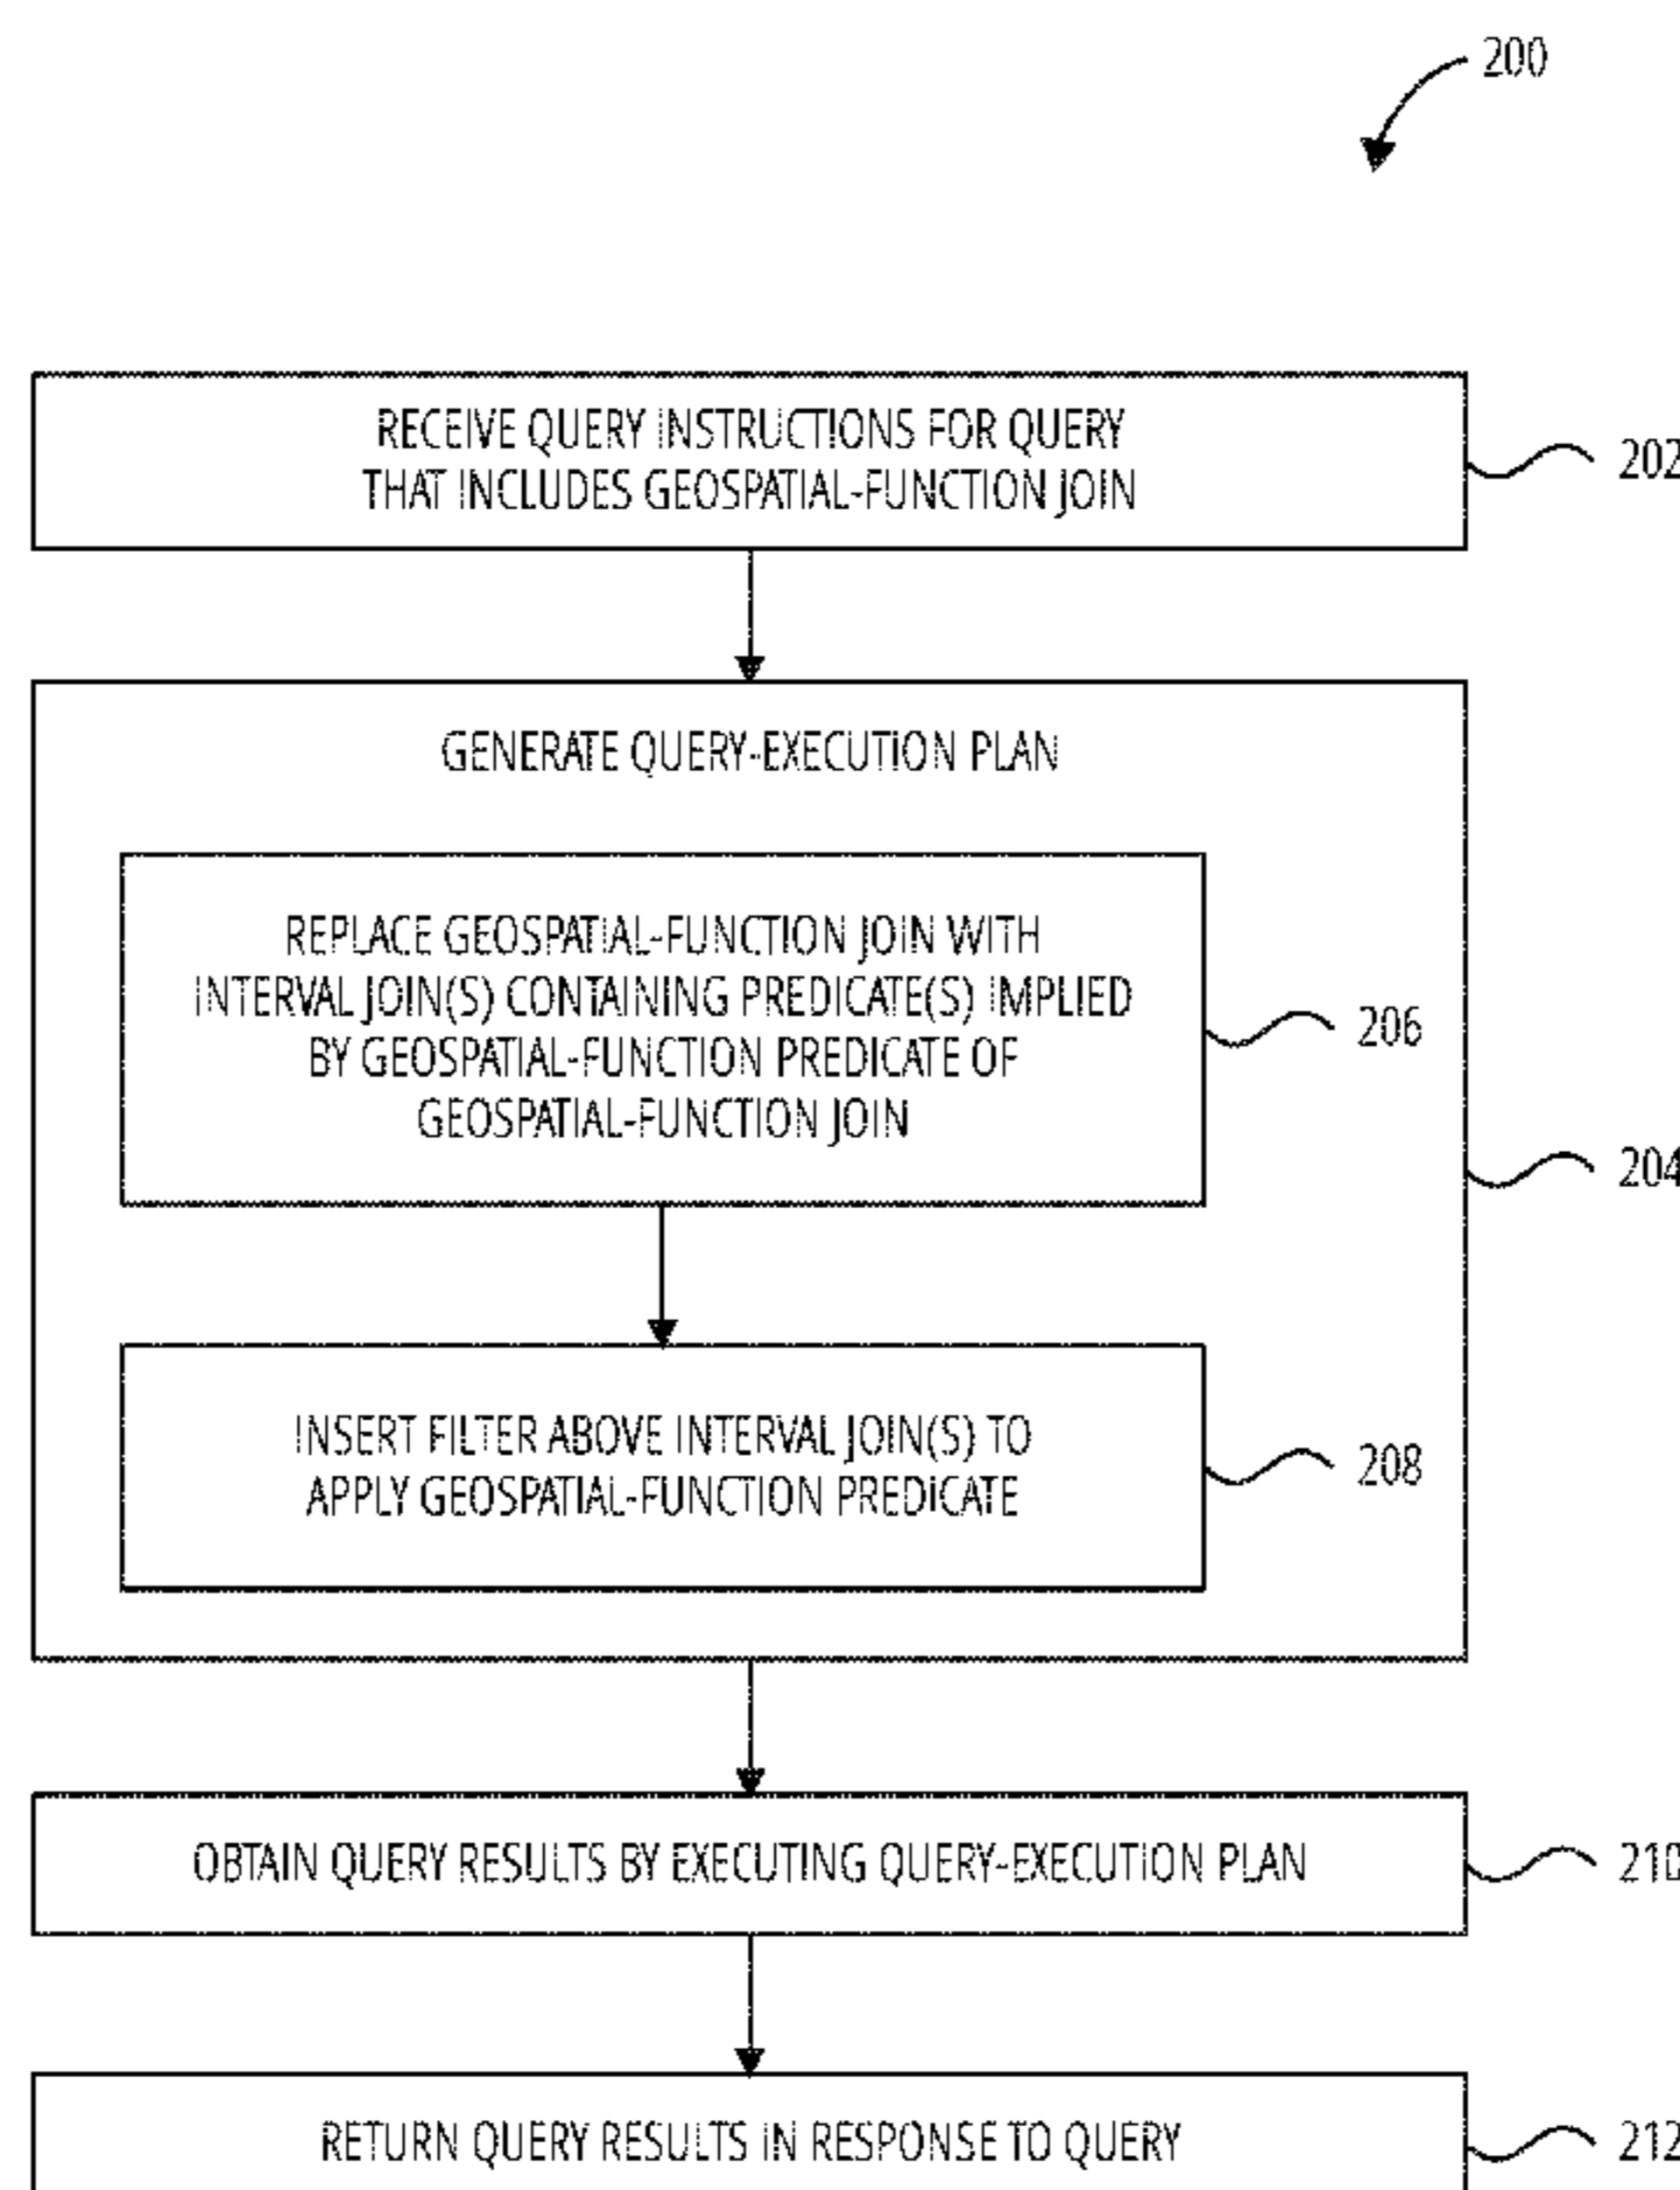 200
RECEIVE QUERY INSTRUCTIONS FOR QUERY
THAT INCLUDES GEOSPATIAL-FUNCTION JOIN
202
GENERATE QUERY-EXECUTION PLAN
REPLACE GEOSPATIAL-FUNCTION JOIN WITH
INTERVAL JOIN(S) CONTAINING PREDICATE(S) IMPLIED
BY GEOSPATIAL-FUNCTION PREDICATE OF
GEOSPATIAL-FUNCTION JOIN
206
204
INSERT FILTER ABOVE INTERVAL JOIN(S) TO
APPLY GEOSPATIAL-FUNCTION PREDICATE
208
OBTAIN QUERY RESULTS BY EXECUTING QUERY-EXECUTION PLAN
210
RETURN QUERY RESULTS IN RESPONSE TO QUERY
212